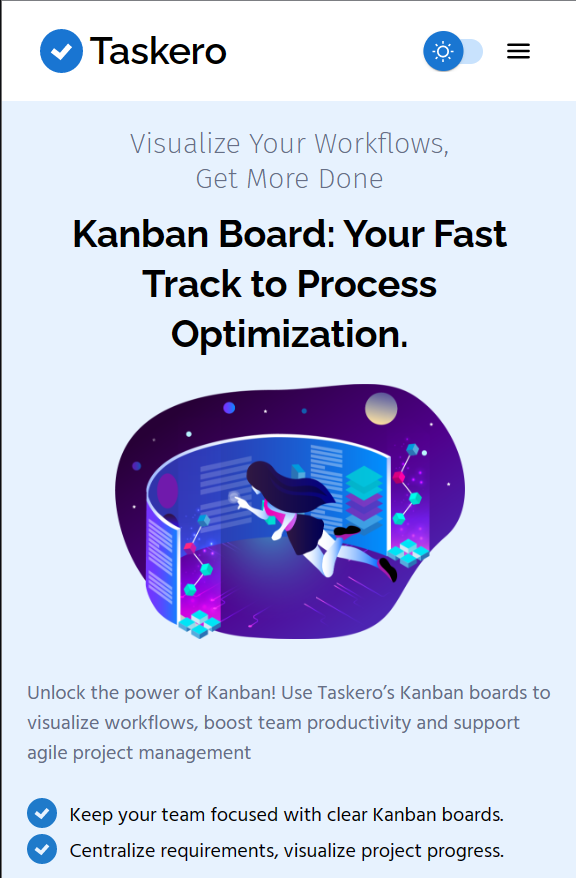 Taskero
Visualize Your Workflows,
Get More Done
Kanban Board: Your Fast
Track to Process
Optimization.
Unlock the power of Kanban! Use Taskero’s Kanban boards to
visualize workflows, boost team productivity and support
agile project management
Keep your team focused with clear Kanban boards.
Centralize requirements, visualize project progress.